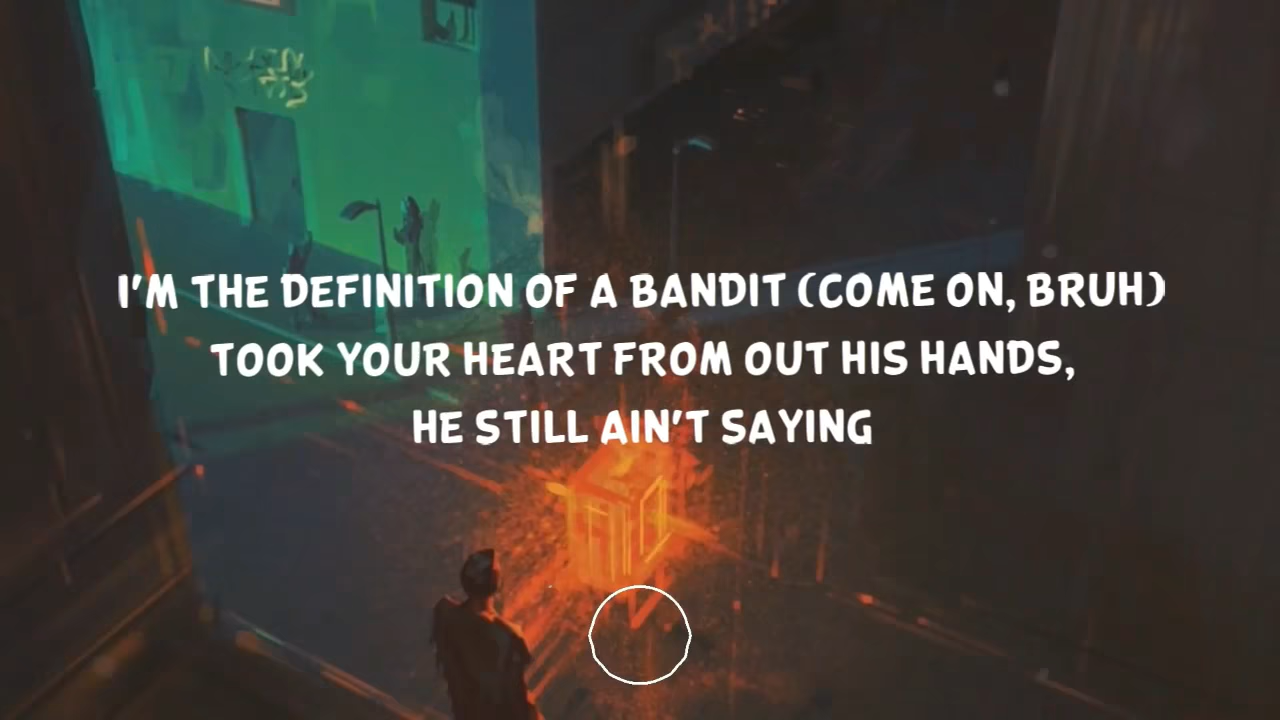 I'M THE DEFINITION OF A BANDIT (COME ON, BRUH)
TOOK YOUR HEART FROM OUT HIS HANDS,
HE STILL AIN'T SAYING